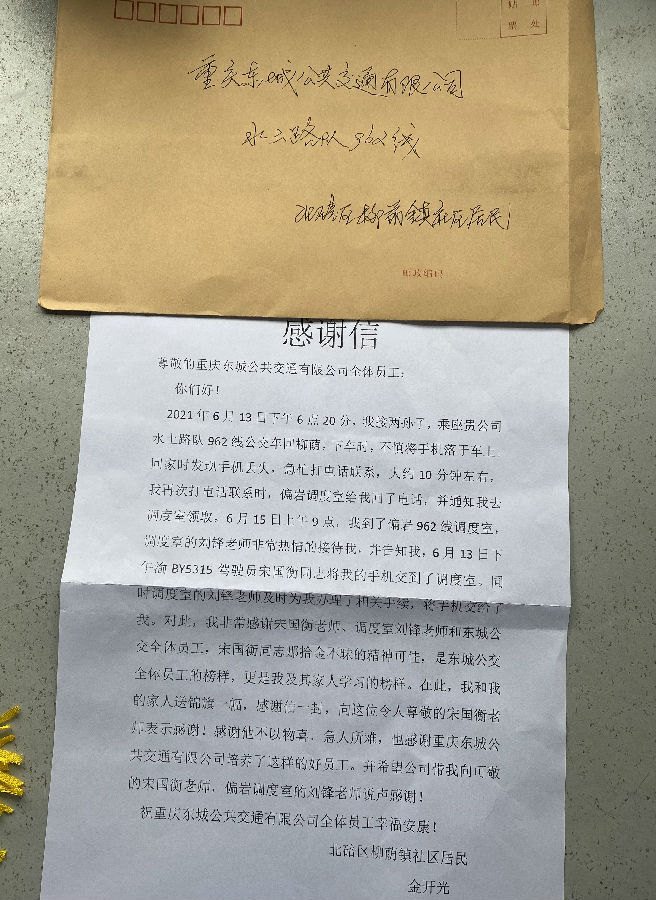 贴 邮
票 处
重庆东城公共交通有限公司
水土路队962线
北碚区柳荫镇社区居民
邮政编码
感谢信
尊敬的重庆东城公共交通有限公司全体员工:
你们好!
2021年6月13日下午6点20分,我接两孙子,乘座贵公司
水土路队962线公交车回柳荫,下车时,不慎将手机落于车上,
回家时发现手机丢失,急忙打电话联系,大约10分钟左右,
我再次打电话联系时,偏岩调度室给我回了电话,并通知我去
调度室领取,6月15日上午9点,我到了偏岩962线调度室,
调度室的刘锋老师非常热情的接待我,并告知我,6月13日下
午渝BY5315驾驶员宋国衡同志将我的手机交到了调度室。同
时调度室的刘锋老师及时为我办理了相关手续,将手机交给了
我。对此,我非常感谢宋国衡老师、调度室刘锋老师和东城公
交全体员工,宋国衡同志那拾金不昧的精神可佳,是东城公交
全体员工的榜样,更是我及其家人学习的榜样。在此,我和我
的家人送锦旗一幅,感谢信一封,向这位令人尊敬的宋国衡老
师表示感谢!感谢他不以物喜、急人所难,也感谢重庆东城公
共交通有限公司培养了这样的好员工。并希望公司带我向可敬
的宋国衡老师、偏岩调度室的刘锋老师说声感谢!
祝重庆东城公共交通有限公司全体员工幸福安康!
北碚区柳荫镇社区居民
金开光